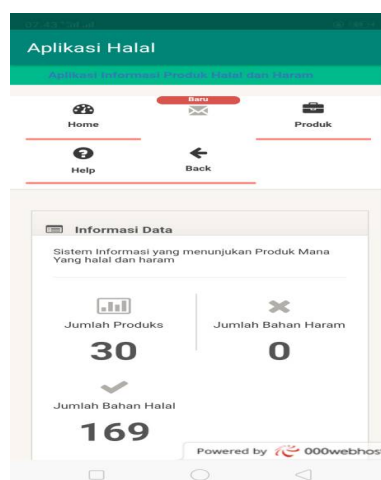 Aplikasi Halal
Aplikasi Informasi Produk Halal dan Haram
Baru
Home
Produk
Help
Back
Informasi Data
Sistem Informasi yang menunjukan Produk Mana
Yang halal dan haram
Jumlah Produks
Jumlah Bahan Haram
30
0
Jumlah Bahan Halal
169
Powered by 000webhos